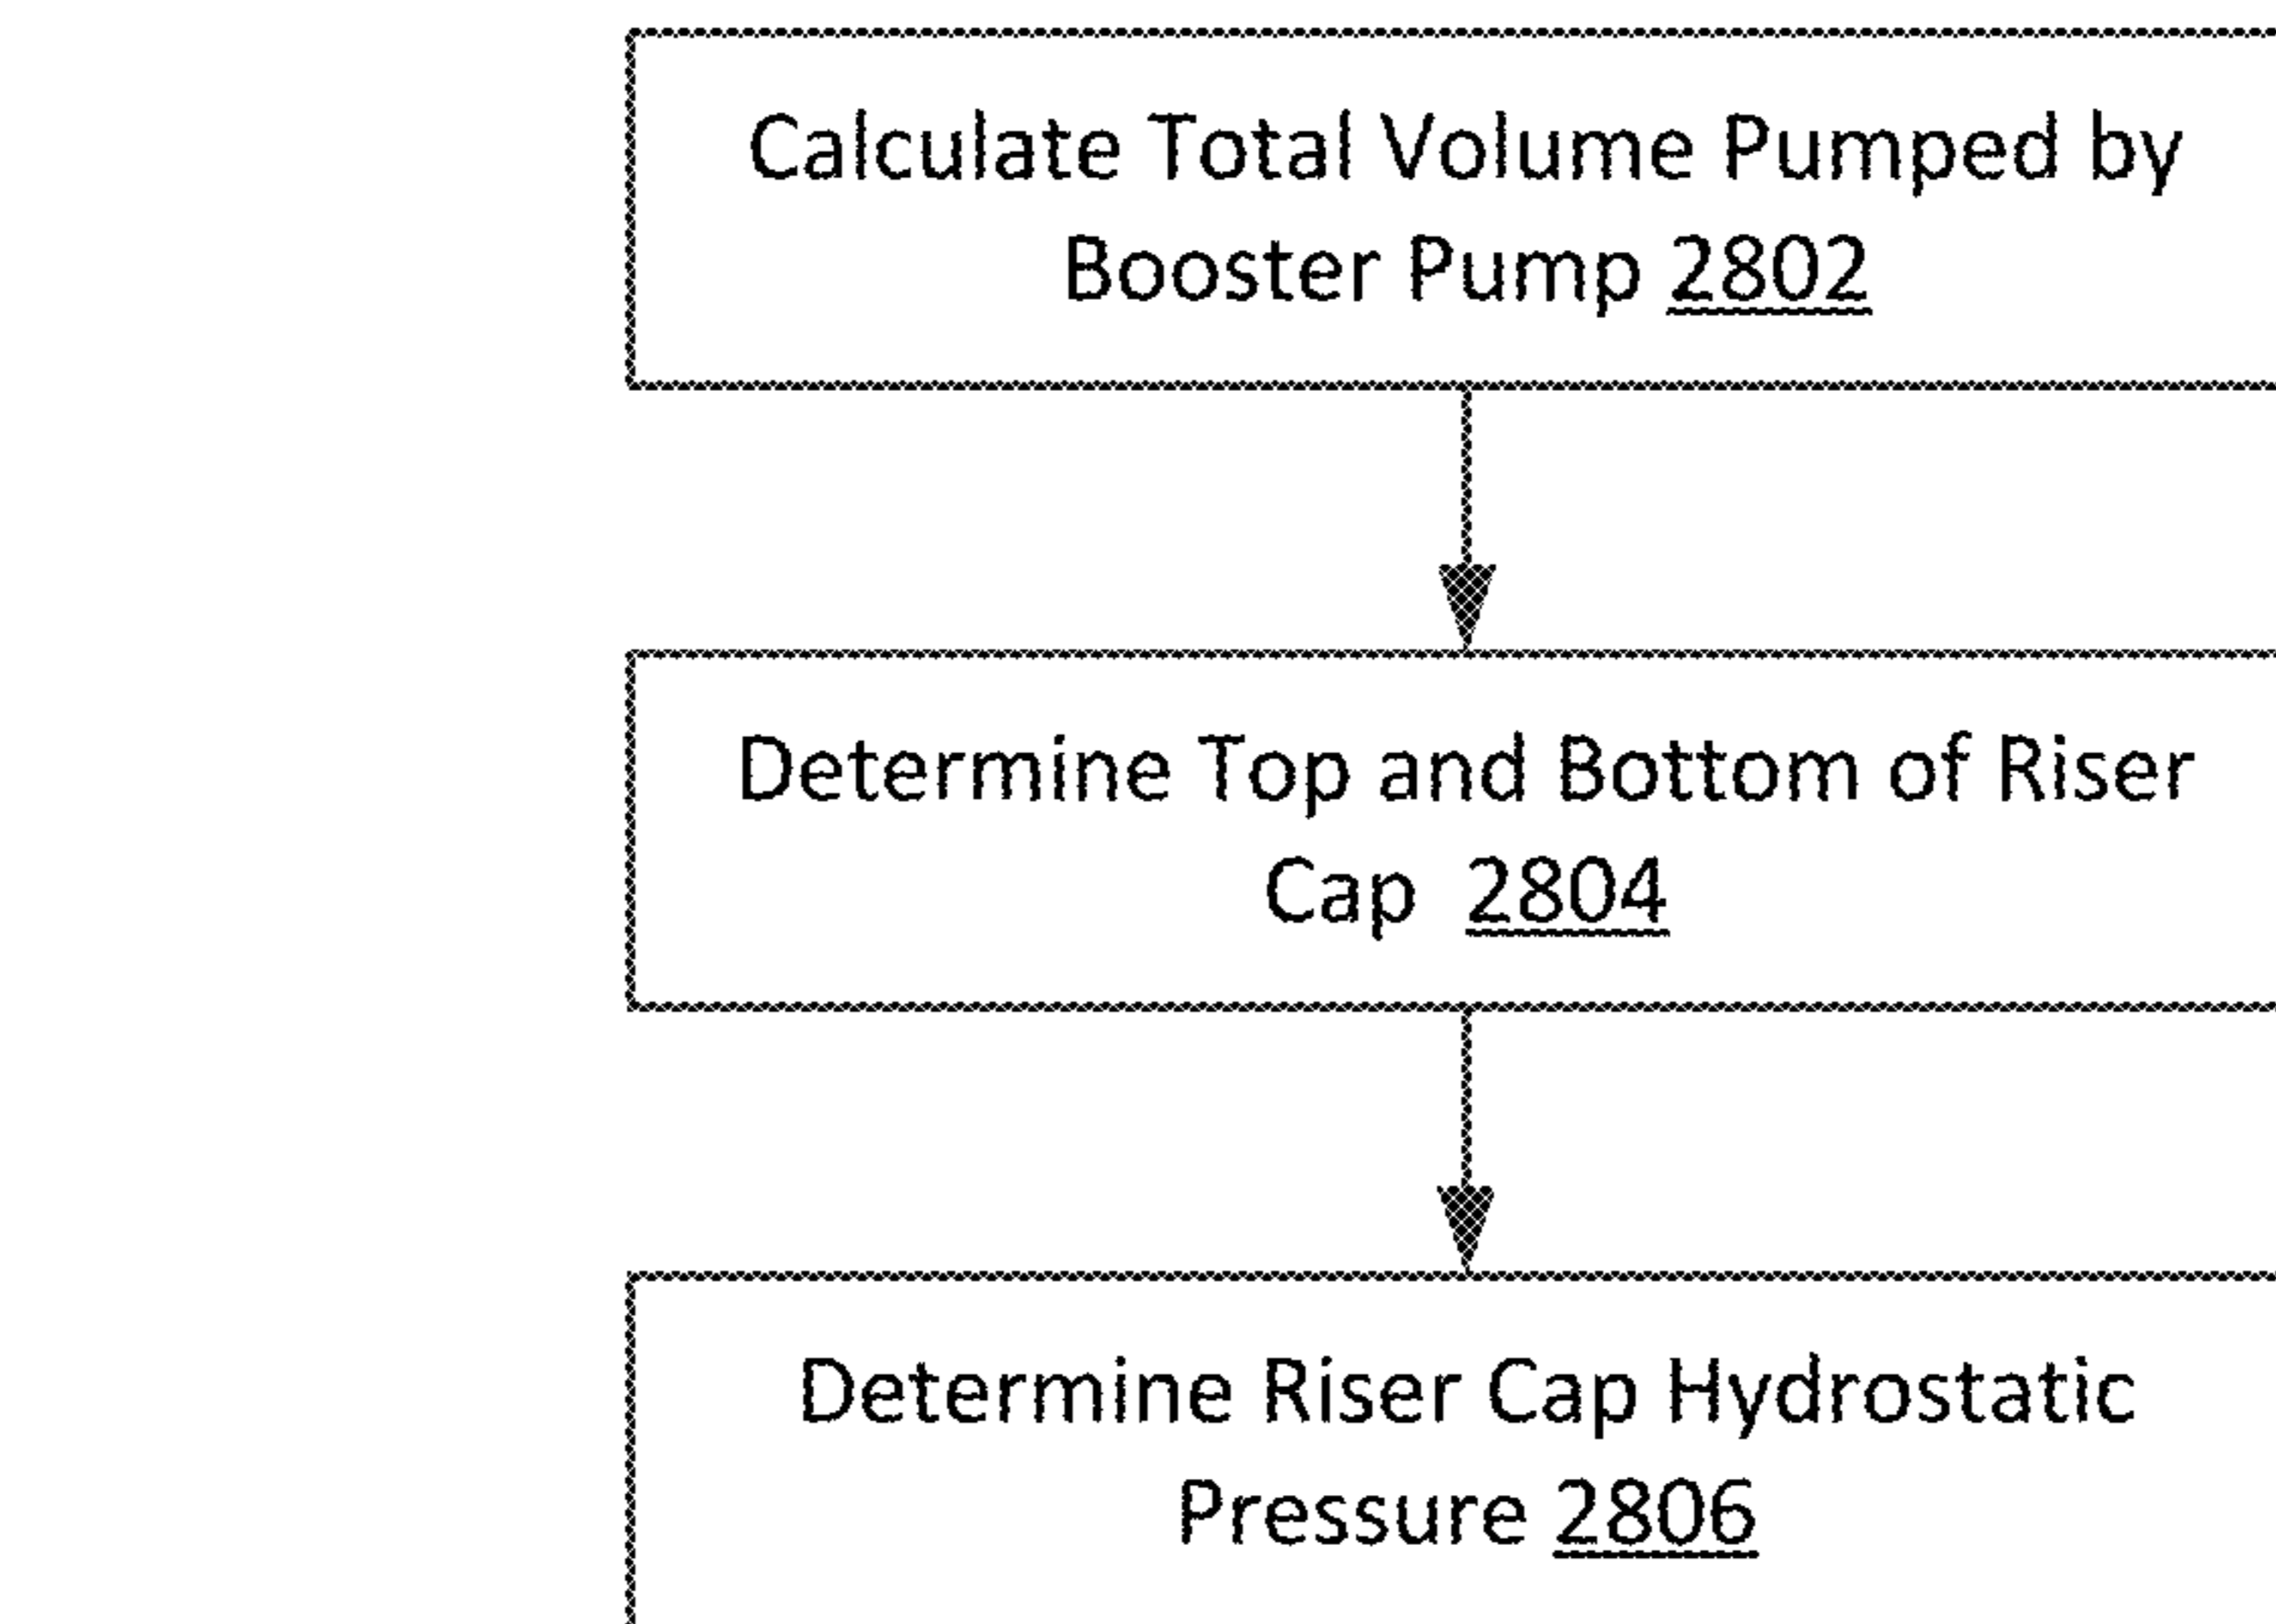 Calculate Total Volume Pumped by
Booster Pump 2802
Determine Top and Bottom of Riser
Cap 2804
Determine Riser Cap Hydrostatic
Pressure 2806